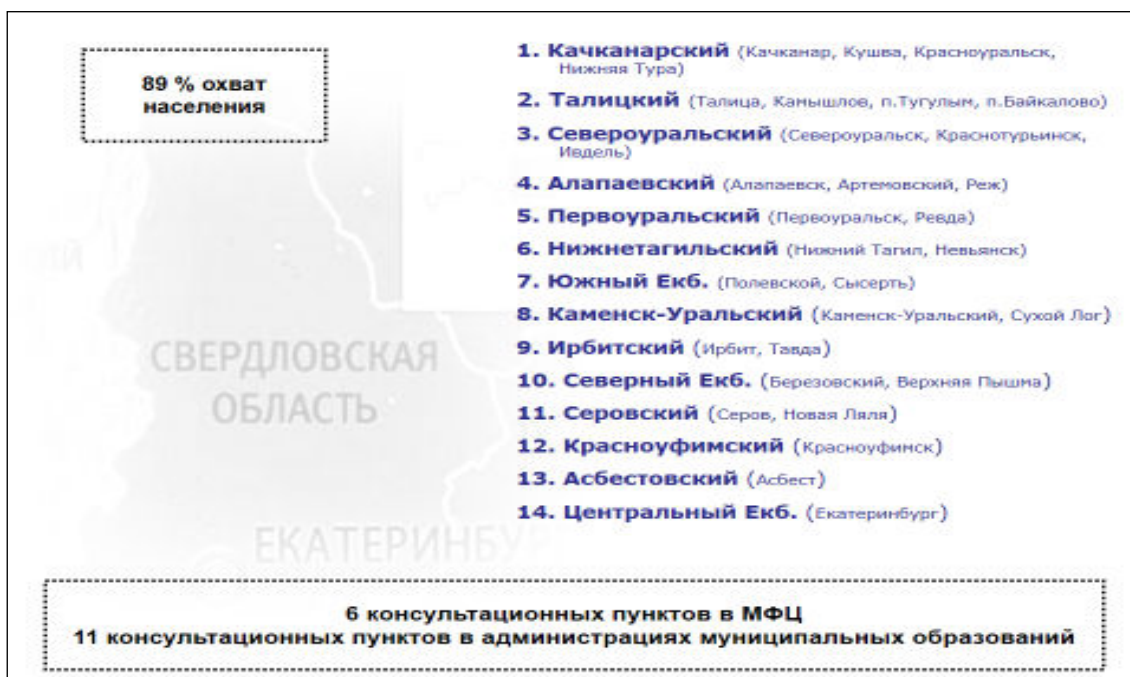 89 % охват
населения
1. Качканарский (Качканар, Кушва, Красноуральск,
Нижняя Тура)
2. Талицкий (Талица, Камышлов, п.Тугулым, п.Байкалово)
3. Североуральский (Североуральск, Краснотурьинск,
Ивдель)
4. Алапаевский (Алапаевск, Артемовский, Реж)
5. Первоуральский (Первоуральск, Ревда)
6. Нижнетагильский (Нижний Тагил, Невьянск)
7. Южный Екб. (Полевской, Сысерть)
8. Каменск-Уральский (Каменск-Уральский, Сухой Лог)
9. Ирбитский (Ирбит, Тавда)
10. Северный Екб. (Березовский, Верхняя Пышма)
11. Серовский (Серов, Новая Ляля)
12. Красноуфимский (Красноуфимск)
13. Асбестовский (Асбест)
14. Центральный Екб. (Екатеринбург)
СВЕРДЛОВСКАЯ
ОБЛАСТЬ
ЕКАТЕРИНБУР
6 консультационных пунктов в МФЦ
11 консультационных пунктов в администрациях муниципальных образований